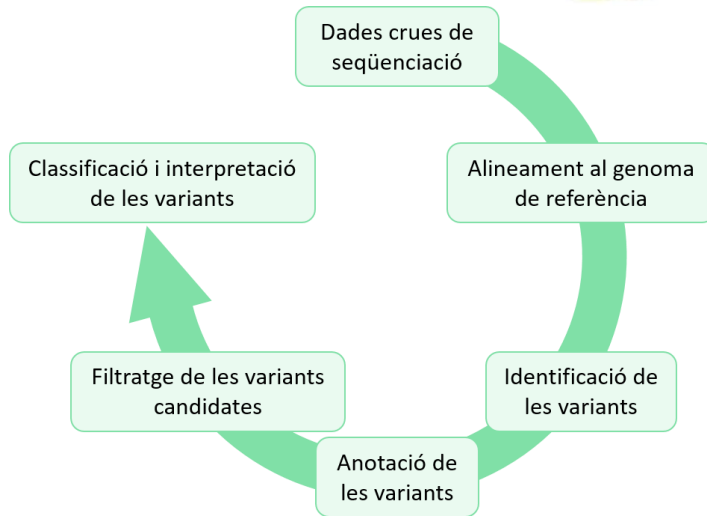 Dades crues de
seqüenciació
Alineament al genoma
de referència
Identificació de
les variants
Anotació de
les variants
Filtratge de les variants
candidates
Classificació i interpretació
de les variants